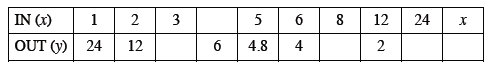 IN (x) 1 2 3 5 6 8 12 24 x
OUT (y) 24 12 6 4.8 4 2